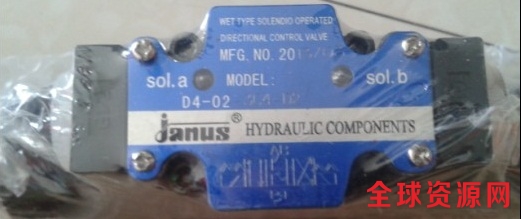 WET TYPE SOLENDIO OPERATED
DIRECTIONAL CONTROL VALVE
MFG. NO. 20
sol.a MODEL: sol.b
D4-02
janus® HYDRAULIC COMPONENTS
全球资源网